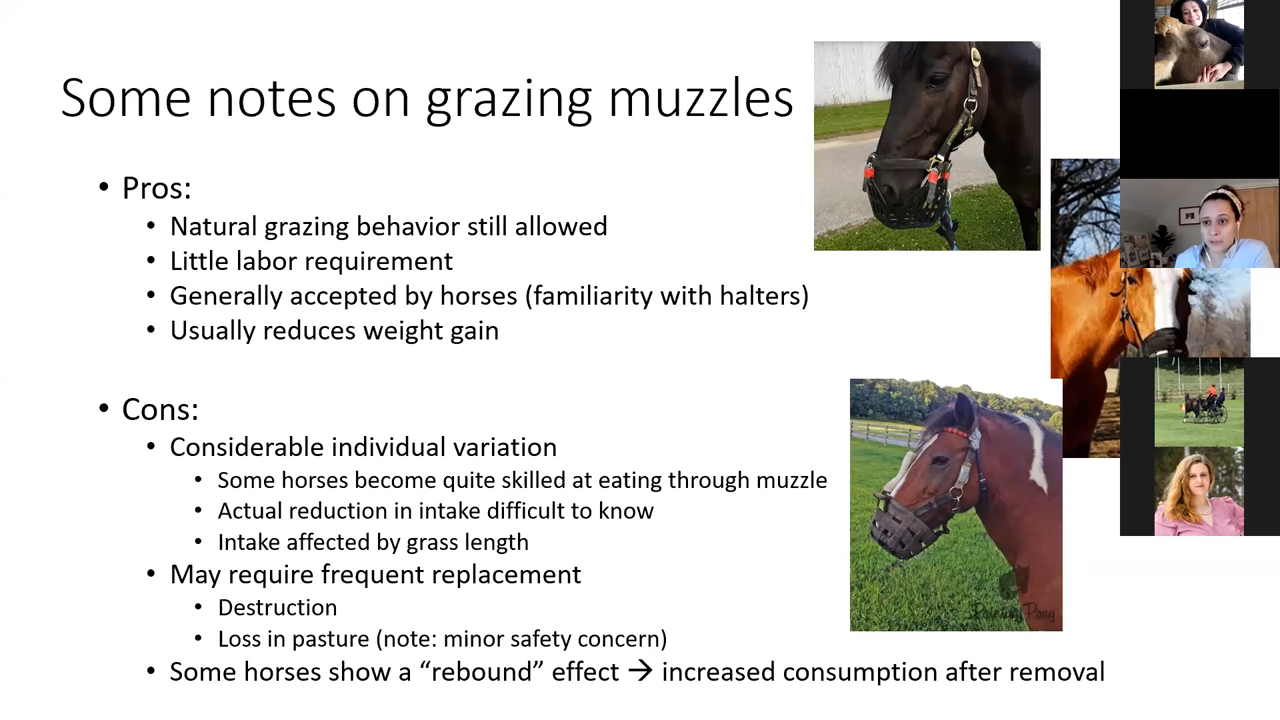 Some notes on grazing muzzles
• Pros:
• Natural grazing behavior still allowed
• Little labor requirement
• Generally accepted by horses (familiarity with halters)
• Usually reduces weight gain
• Cons:
• Considerable individual variation
• Some horses become quite skilled at eating through muzzle
• Actual reduction in intake difficult to know
• Intake affected by grass length
• May require frequent replacement
• Destruction
• Loss in pasture (note: minor safety concern)
• Some horses show a “rebound” effect → increased consumption after removal
Pony